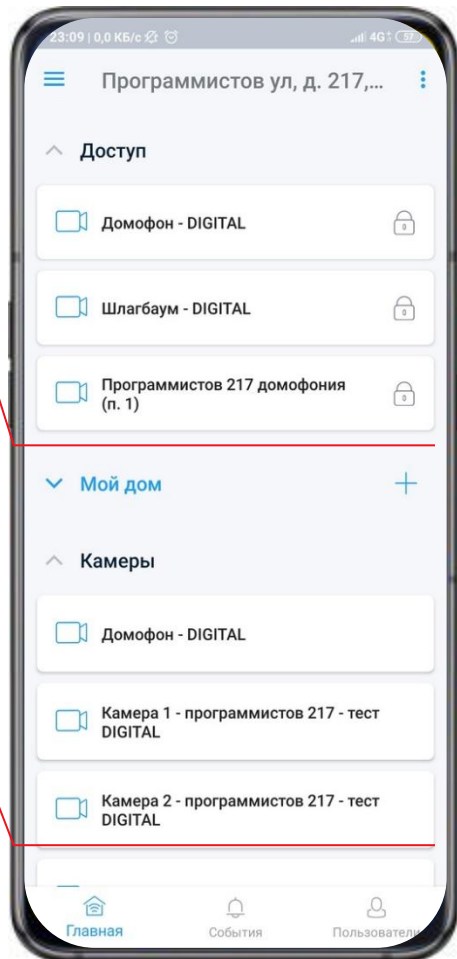 23:09 | 0,0 КБ/с
4G 57
Программистов ул, д. 217,...
Доступ
Домофон - DIGITAL
Шлагбаум - DIGITAL
Программистов 217 домофония
(п. 1)
Мой дом
Камеры
Домофон - DIGITAL
Камера 1 - программистов 217 - тест
DIGITAL
Камера 2 - программистов 217 - тест
DIGITAL
Главная
События
Пользователи